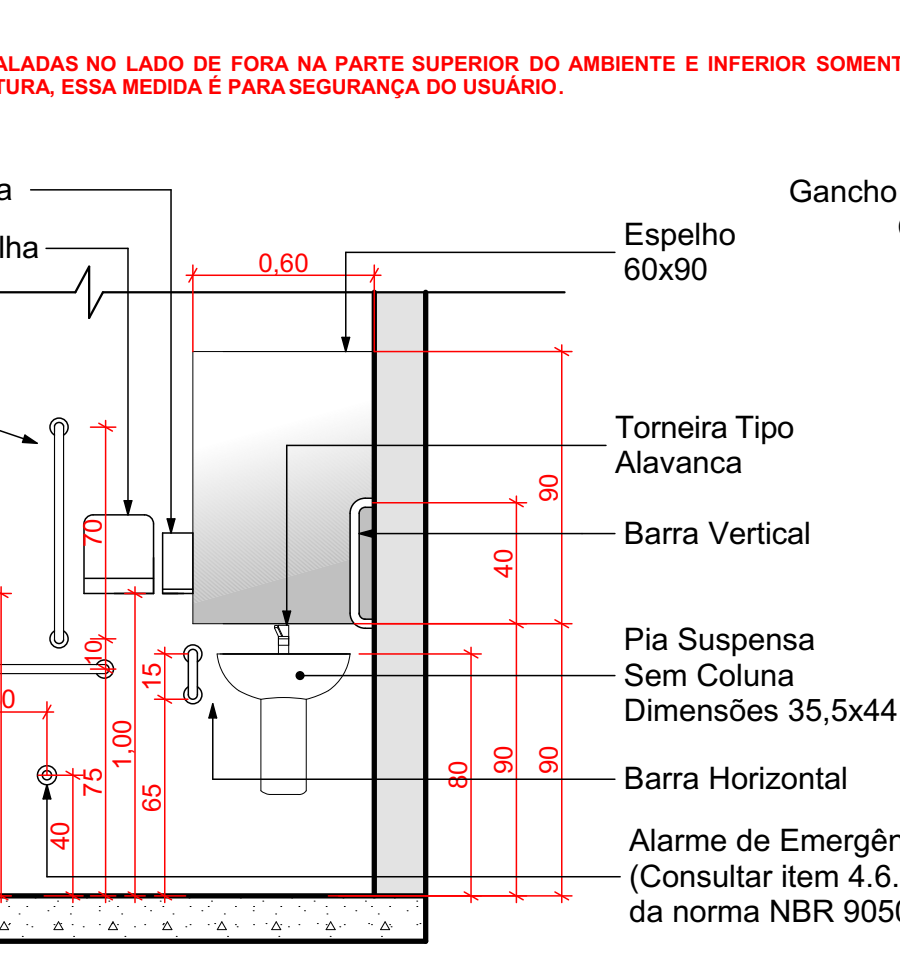 ALADAS NO LADO DE FORA NA PARTE SUPERIOR DO AMBIENTE E INFERIOR SOMENT
TURA, ESSA MEDIDA É PARA SEGURANÇA DO USUÁRIO.
a
lha
Gancho
Espelho
60x90
0,60
Torneira Tipo
Alavanca
90
70
40
Barra Vertical
10
15
Pia Suspensa
Sem Coluna
Dimensões 35,5x44
0
1,00
75
65
80
90
90
Barra Horizontal
40
Alarme de Emergên
(Consultar item 4.6.
da norma NBR 9050